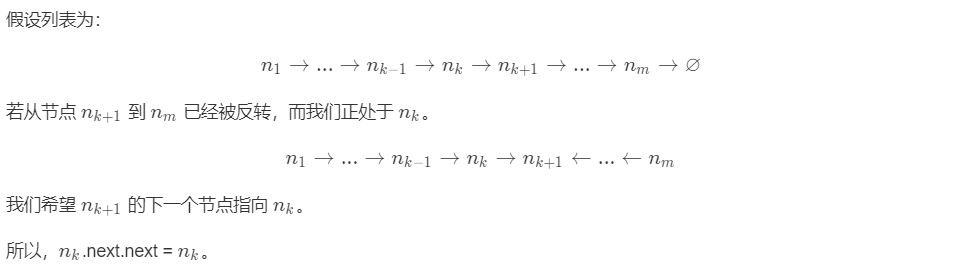 假设列表为：
n₁ → ... → nₖ₋₁ → nₖ → nₖ₊₁ → ... → nₘ → ∅
若从节点 nₖ₊₁ 到 nₘ 已经被反转，而我们正处于 nₖ。
n₁ → ... → nₖ₋₁ → nₖ → nₖ₊₁ ← ... ← nₘ
我们希望 nₖ₊₁ 的下一个节点指向 nₖ。
所以，nₖ.next.next = nₖ。